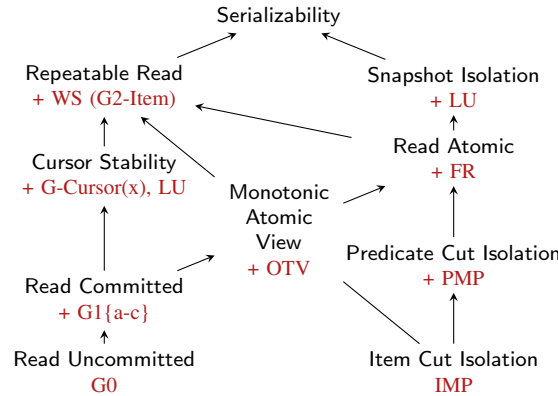 Serializability
Repeatable Read
+ WS (G2-Item)
Snapshot Isolation
+ LU
Cursor Stability
+ G-Cursor(x), LU
Read Atomic
+ FR
Monotonic
Atomic
View
+ OTV
Predicate Cut Isolation
+ PMP
Read Committed
+ G1{a-c}
Read Uncommitted
G0
Item Cut Isolation
IMP